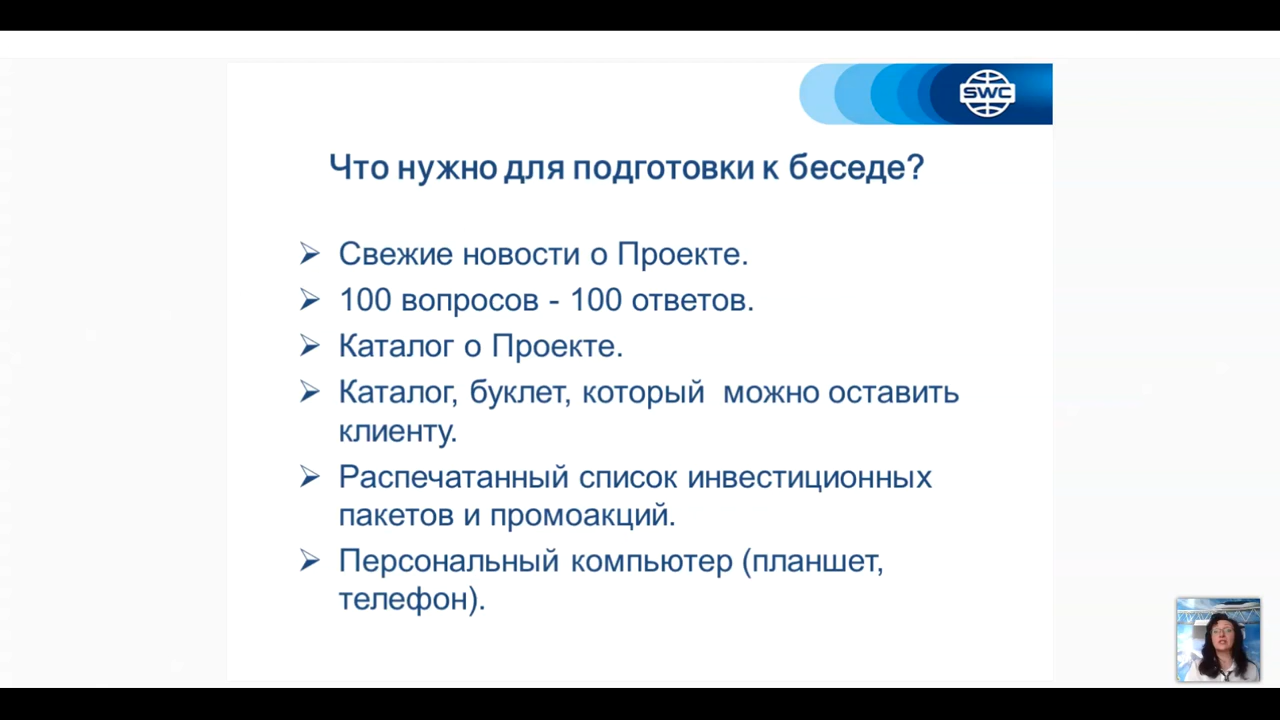 SWC
Что нужно для подготовки к беседе?
Свежие новости о Проекте.
100 вопросов - 100 ответов.
Каталог о Проекте.
Каталог, буклет, который можно оставить
клиенту.
Распечатанный список инвестиционных
пакетов и промоакций.
Персональный компьютер (планшет,
телефон).